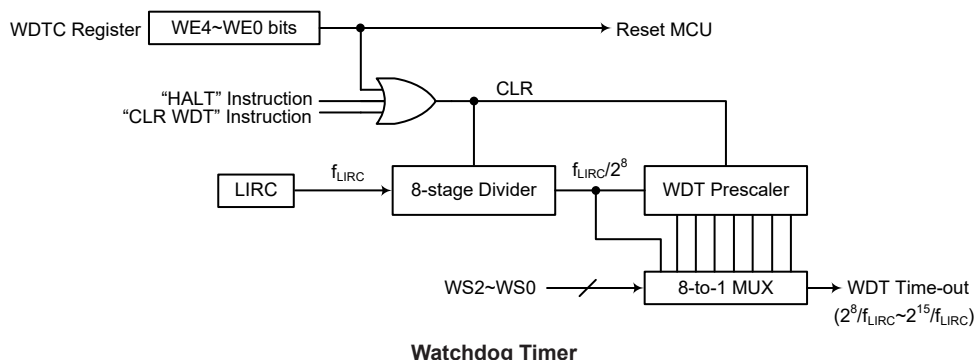 WDTC Register WE4~WE0 bits Reset MCU
CLR
“HALT” Instruction
“CLR WDT” Instruction
fLIRC fLIRC/2⁸
LIRC 8-stage Divider WDT Prescaler
WS2~WS0 8-to-1 MUX WDT Time-out
(2⁸/fLIRC~2¹⁵/fLIRC)
Watchdog Timer